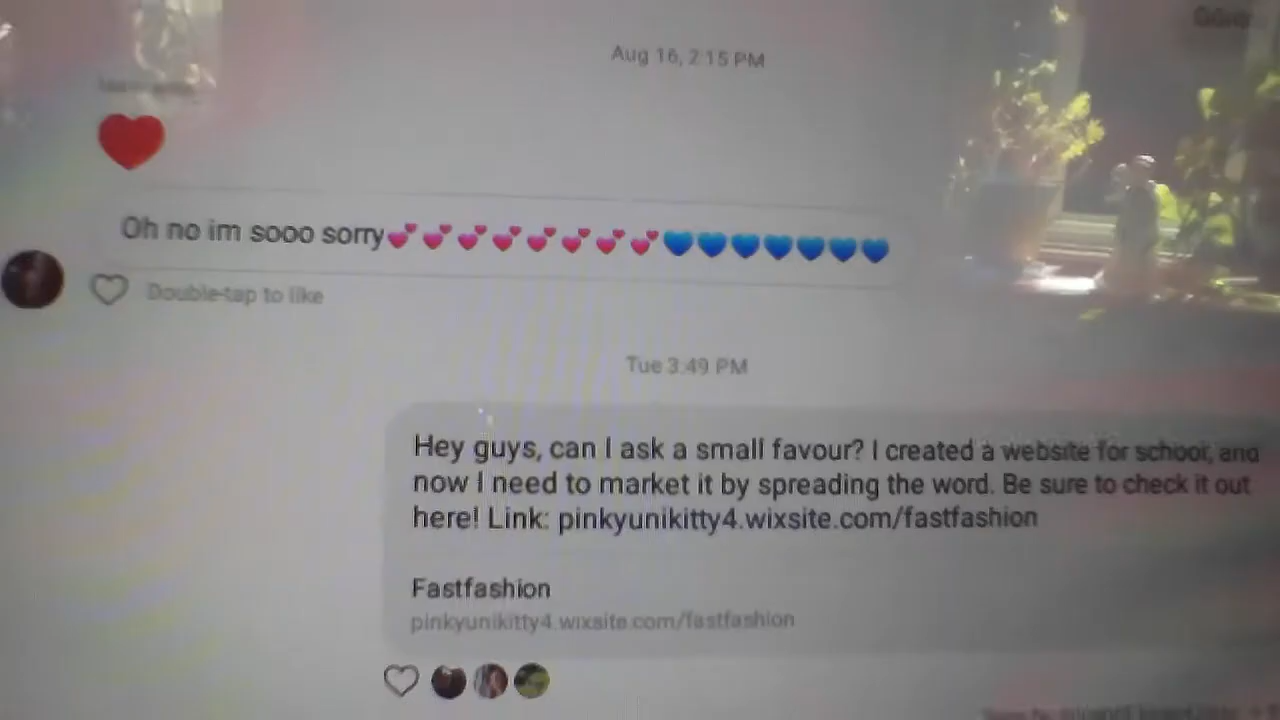 Aug 16, 2:15 PM
Oh no im sooo sorry💕💕💕💕💕💕💕💕💙💙💙💙💙💙💙
Double-tap to like
Tue 3:49 PM
Hey guys, can I ask a small favour? I created a website for school, and
now I need to market it by spreading the word. Be sure to check it out
here! Link: pinkyunikitty4.wixsite.com/fastfashion
Fastfashion
pinkyunikitty4.wixsite.com/fastfashion